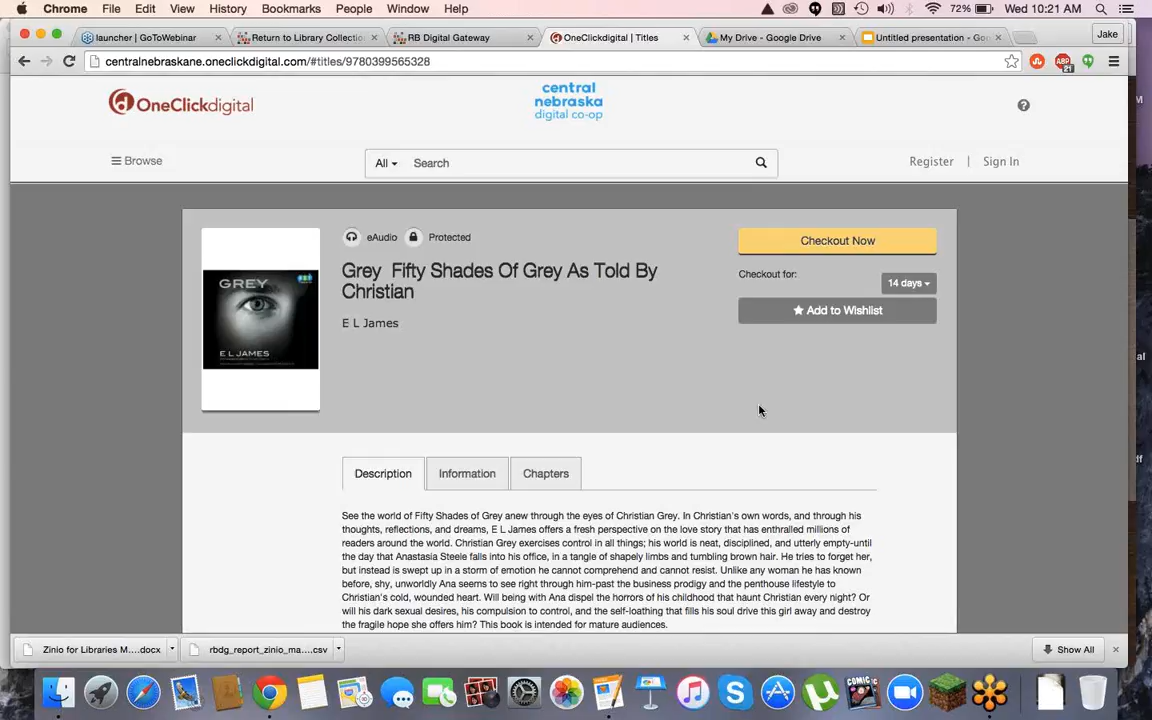 Chrome File Edit View History Bookmarks People Window Help 72% Wed 10:21 AM
launcher | GoToWebinar Return to Library Collectio RB Digital Gateway OneClickdigital | Titles My Drive - Google Drive Untitled presentation - Goo Jake
centralnebraskane.oneclickdigital.com/#titles/9780399565328 ABP 21
OneClickdigital
central
nebraska
digital co-op
Browse All Search Register | Sign In
eAudio Protected
Checkout Now
Grey Fifty Shades Of Grey As Told By
Christian
Checkout for: 14 days
E L James
Add to Wishlist
GREY
E L JAMES
Description Information Chapters
See the world of Fifty Shades of Grey anew through the eyes of Christian Grey. In Christian's own words, and through his
thoughts, reflections, and dreams, E L James offers a fresh perspective on the love story that has enthralled millions of
readers around the world. Christian Grey exercises control in all things; his world is neat, disciplined, and utterly empty-until
the day that Anastasia Steele falls into his office, in a tangle of shapely limbs and tumbling brown hair. He tries to forget her,
but instead is swept up in a storm of emotion he cannot comprehend and cannot resist. Unlike any woman he has known
before, shy, unworldly Ana seems to see right through him-past the business prodigy and the penthouse lifestyle to
Christian's cold, wounded heart. Will being with Ana dispel the horrors of his childhood that haunt Christian every night? Or
will his dark sexual desires, his compulsion to control, and the self-loathing that fills his soul drive this girl away and destroy
the fragile hope she offers him? This book is intended for mature audiences.
Zinio for Libraries M....docx rbdg_report_zinio_ma....csv Show All